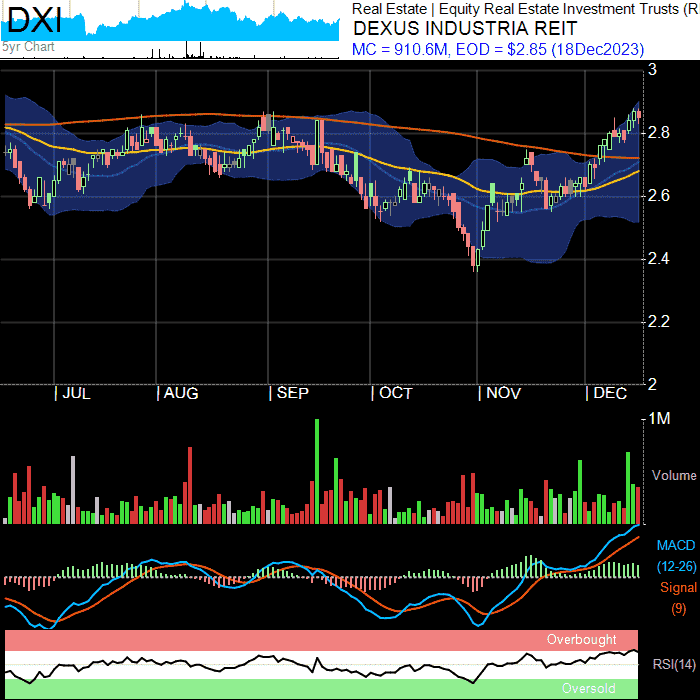 DXI
5yr Chart
Real Estate | Equity Real Estate Investment Trusts (R
DEXUS INDUSTRIA REIT
MC = 910.6M, EOD = $2.85 (18Dec2023)
3
2.8
2.6
2.4
2.2
2
| JUL | AUG | SEP | OCT | NOV | DEC
1M
Volume
MACD
(12-26)
Signal
(9)
Overbought
RSI(14)
Oversold